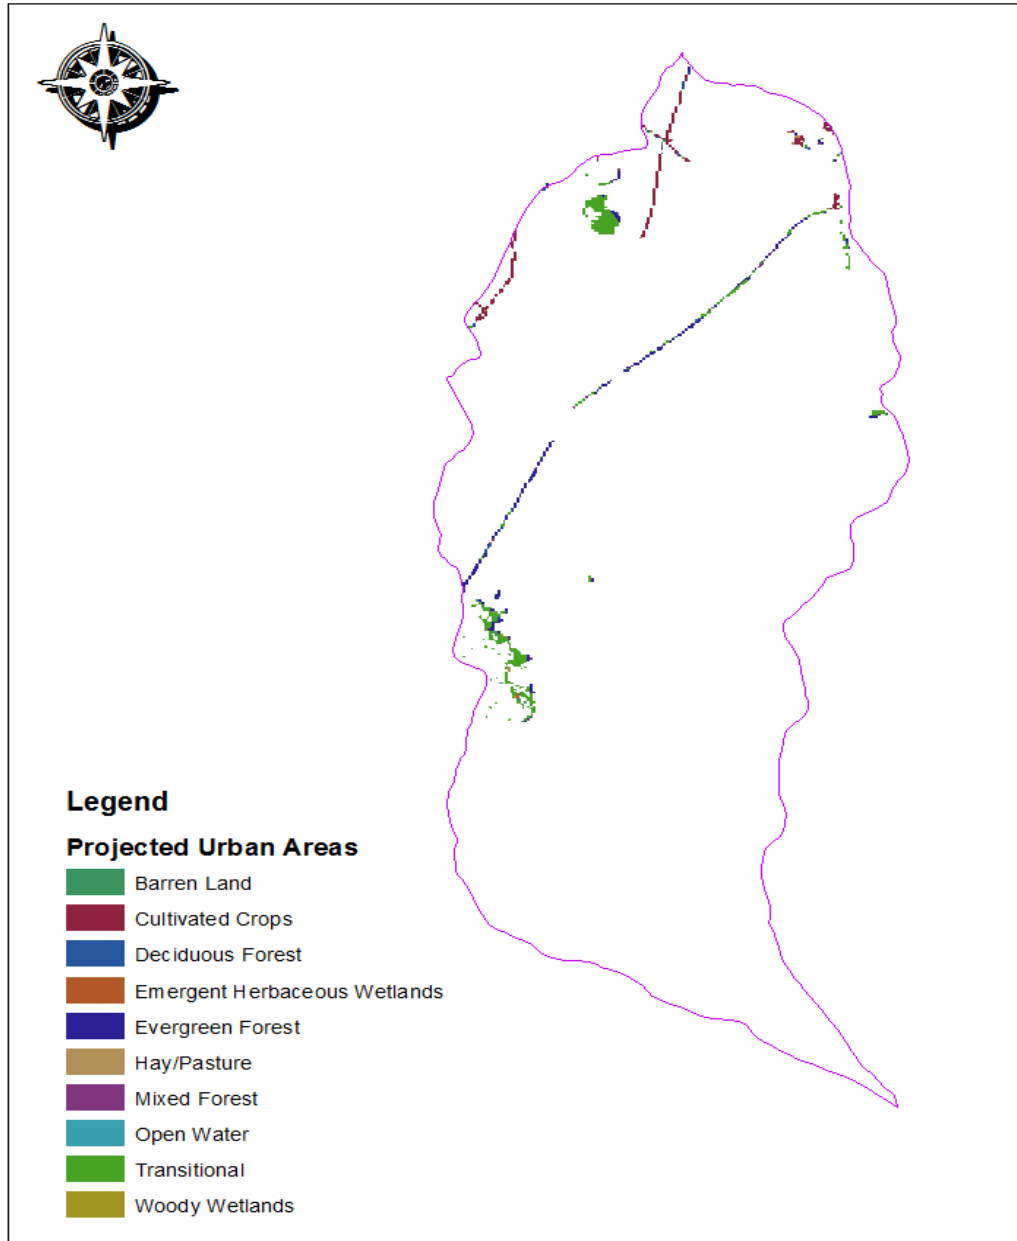 Legend
Projected Urban Areas
Barren Land
Cultivated Crops
Deciduous Forest
Emergent Herbaceous Wetlands
Evergreen Forest
Hay/Pasture
Mixed Forest
Open Water
Transitional
Woody Wetlands